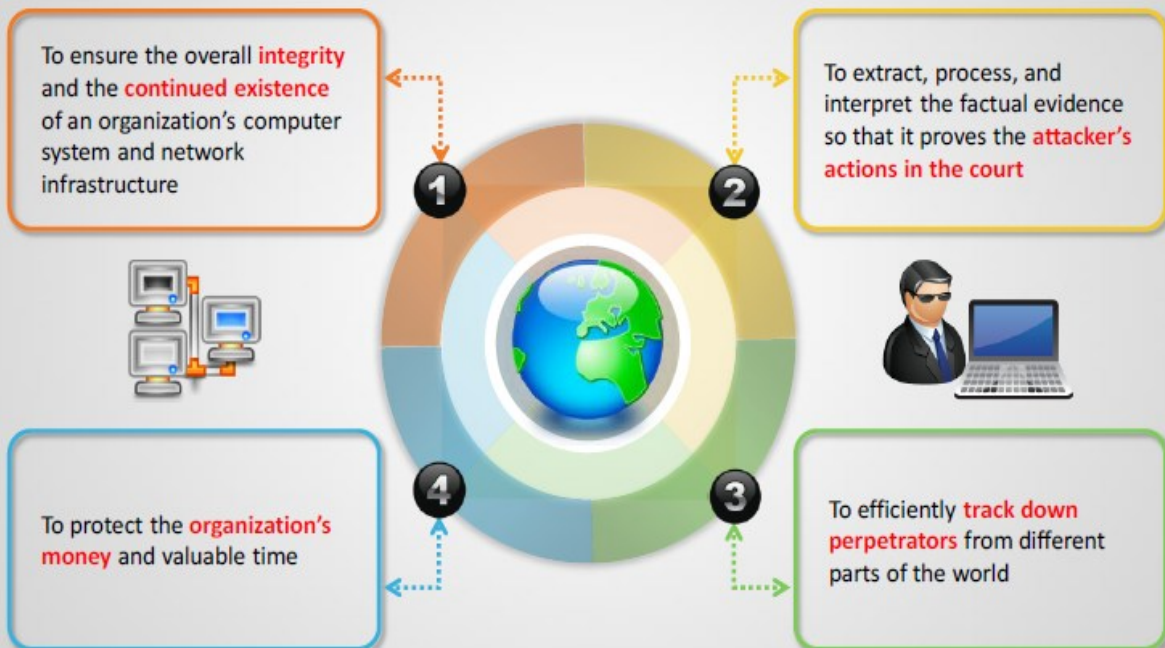 To ensure the overall integrity
and the continued existence
of an organization's computer
system and network
infrastructure
1
To extract, process, and
interpret the factual evidence
so that it proves the attacker's
actions in the court
2
To efficiently track down
perpetrators from different
parts of the world
3
To protect the organization's
money and valuable time
4